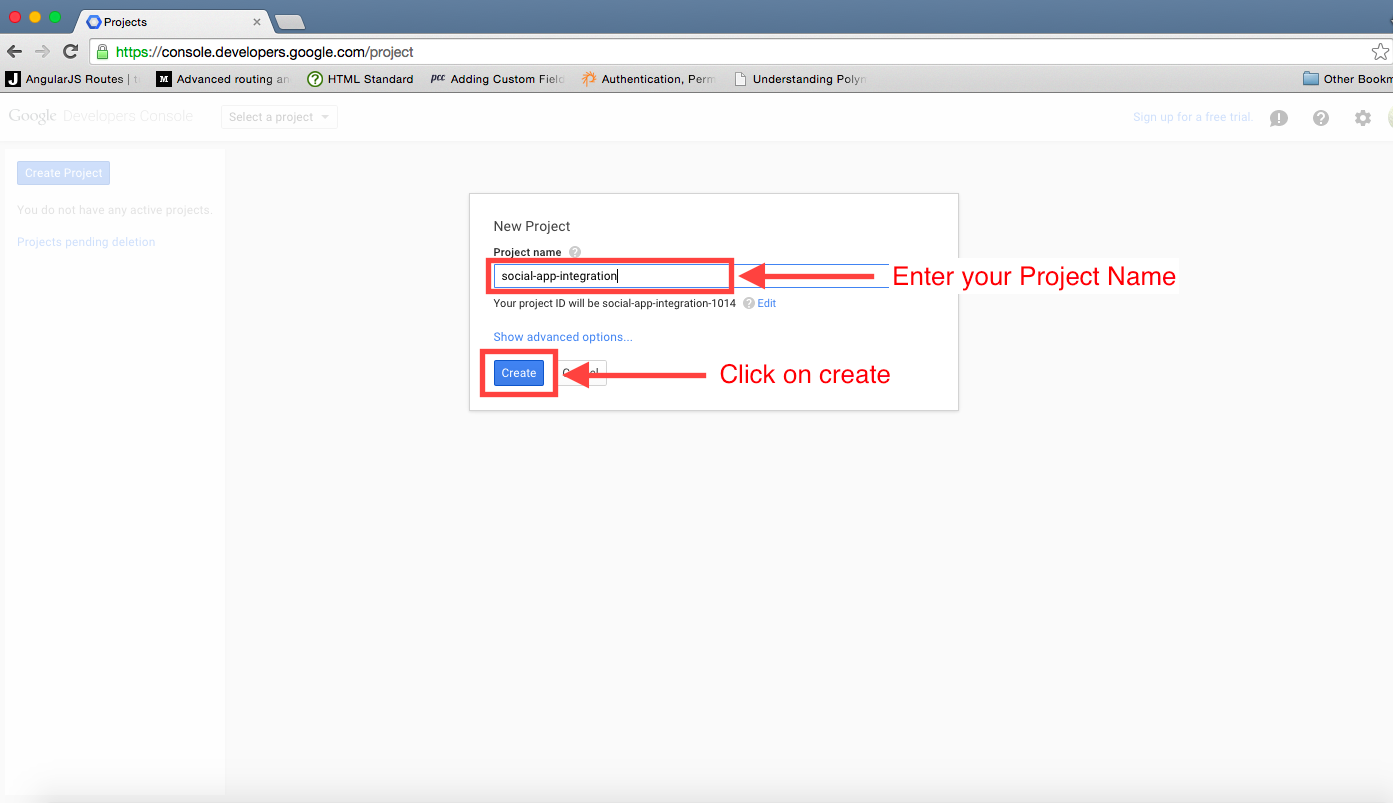 Projects
https://console.developers.google.com/project
AngularJS Routes |
Advanced routing an
HTML Standard
pcc Adding Custom Field
Authentication, Perm
Understanding Polym
Other Bookm
Google Developers Console
Select a project
Sign up for a free trial.
Create Project
You do not have any active projects.
Projects pending deletion
New Project
Project name
social-app-integration
Enter your Project Name
Your project ID will be social-app-integration-1014 Edit
Show advanced options...
Create
Click on create